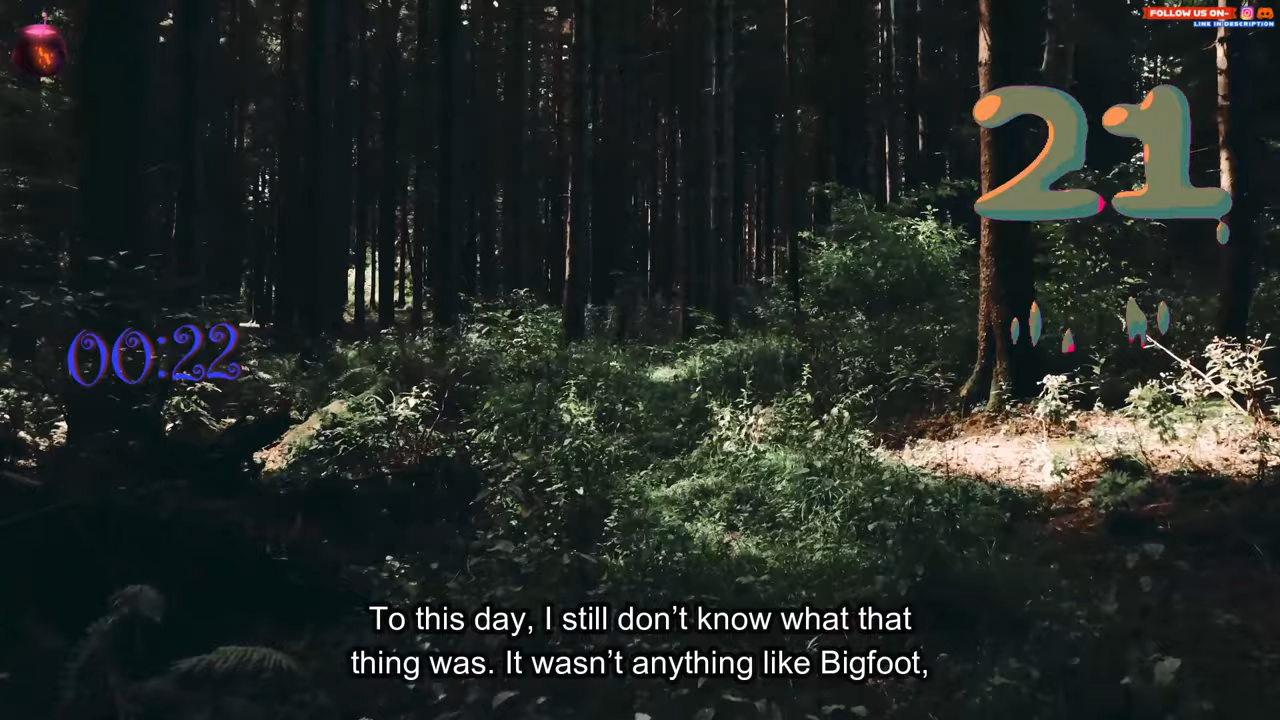 FOLLOW US ON-
LINK IN DESCRIPTION
21
00:22
To this day, I still don't know what that
thing was. It wasn't anything like Bigfoot,